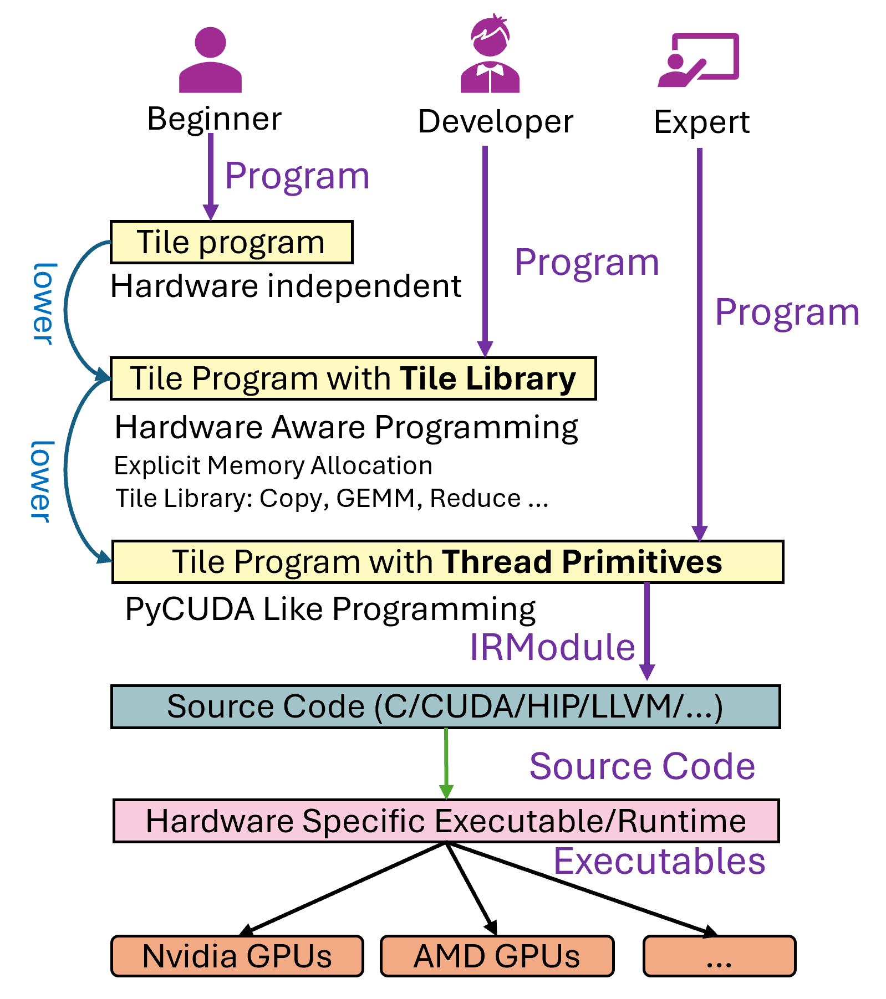 Beginner
Developer
Expert
Program
Program
Program
Tile program
Hardware independent
lower
Tile Program with Tile Library
Hardware Aware Programming
Explicit Memory Allocation
Tile Library: Copy, GEMM, Reduce ...
lower
Tile Program with Thread Primitives
PyCUDA Like Programming
IRModule
Source Code (C/CUDA/HIP/LLVM/...)
Source Code
Hardware Specific Executable/Runtime
Executables
Nvidia GPUs
AMD GPUs
...